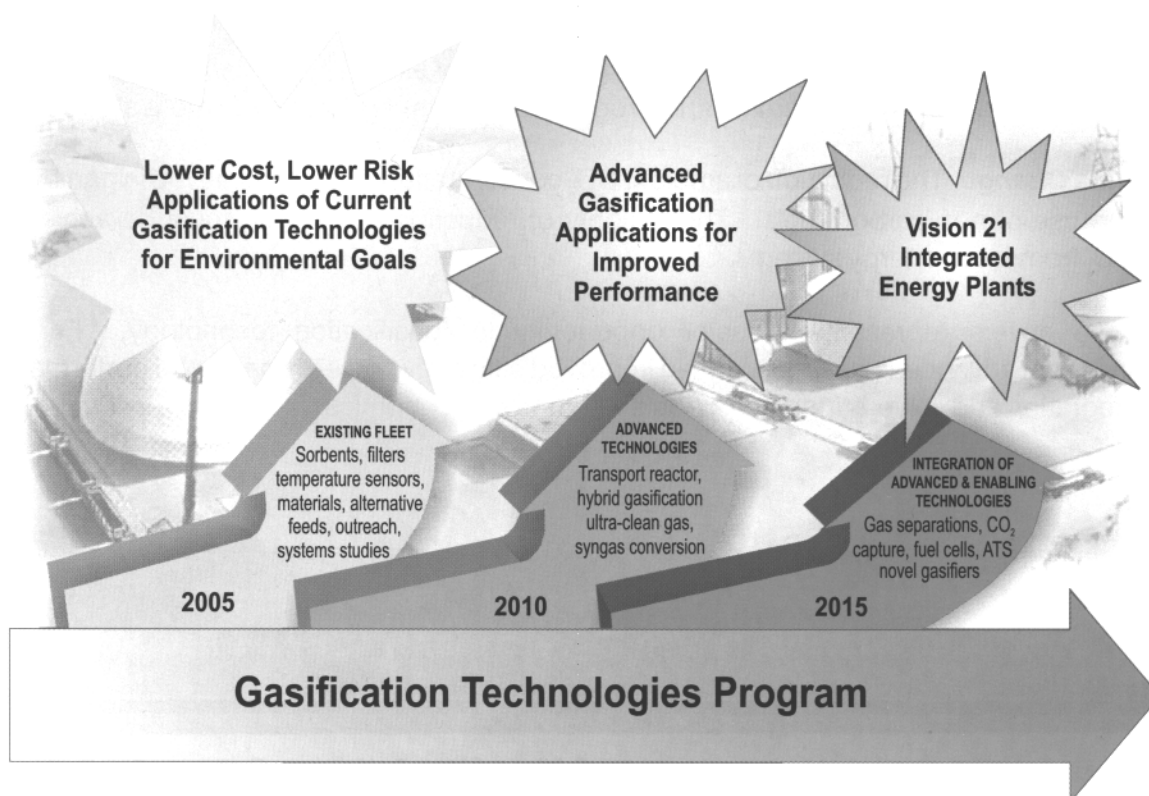 Lower Cost, Lower Risk
Applications of Current
Gasification Technologies
for Environmental Goals
Advanced
Gasification
Applications for
Improved
Performance
Vision 21
Integrated
Energy Plants
EXISTING FLEET
Sorbents, filters
temperature sensors,
materials, alternative
feeds, outreach,
systems studies
2005
ADVANCED
TECHNOLOGIES
Transport reactor,
hybrid gasification
ultra-clean gas,
syngas conversion
2010
INTEGRATION OF
ADVANCED & ENABLING
TECHNOLOGIES
Gas separations, CO₂
capture, fuel cells, ATS
novel gasifiers
2015
Gasification Technologies Program